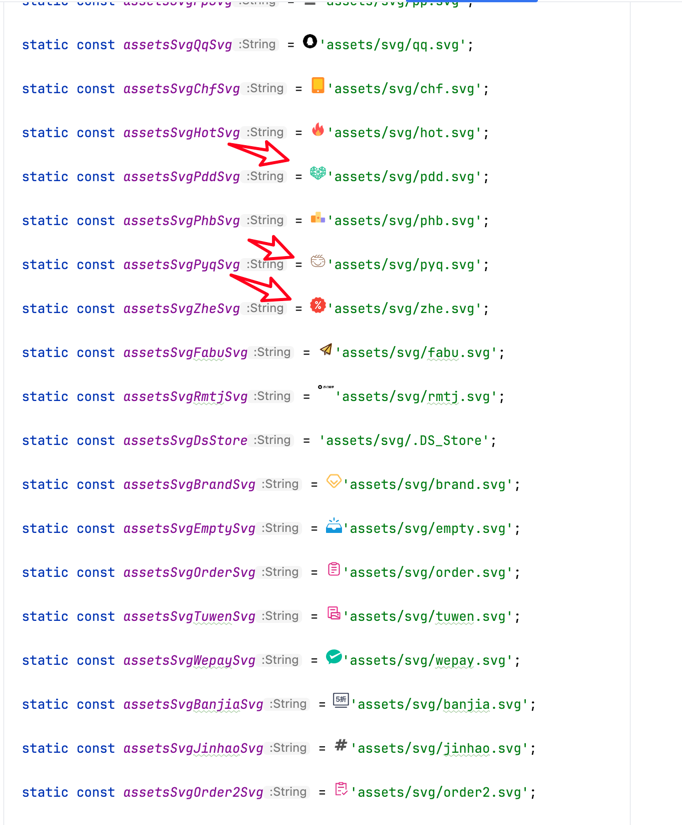 static const assetsSvgPpSvg :String = 'assets/svg/pp.svg';
static const assetsSvgQqSvg :String = 'assets/svg/qq.svg';
static const assetsSvgChfSvg :String = 'assets/svg/chf.svg';
static const assetsSvgHotSvg :String = 'assets/svg/hot.svg';
static const assetsSvgPddSvg :String = 'assets/svg/pdd.svg';
static const assetsSvgPhbSvg :String = 'assets/svg/phb.svg';
static const assetsSvgPyqSvg :String = 'assets/svg/pyq.svg';
static const assetsSvgZheSvg :String = 'assets/svg/zhe.svg';
static const assetsSvgFabuSvg :String = 'assets/svg/fabu.svg';
static const assetsSvgRmtjSvg :String = 'assets/svg/rmtj.svg';
static const assetsSvgDsStore :String = 'assets/svg/.DS_Store';
static const assetsSvgBrandSvg :String = 'assets/svg/brand.svg';
static const assetsSvgEmptySvg :String = 'assets/svg/empty.svg';
static const assetsSvgOrderSvg :String = 'assets/svg/order.svg';
static const assetsSvgTuwenSvg :String = 'assets/svg/tuwen.svg';
static const assetsSvgWepaySvg :String = 'assets/svg/wepay.svg';
static const assetsSvgBanjiaSvg :String = 5折 'assets/svg/banjia.svg';
static const assetsSvgJinhaoSvg :String = # 'assets/svg/jinhao.svg';
static const assetsSvgOrder2Svg :String = 'assets/svg/order2.svg';